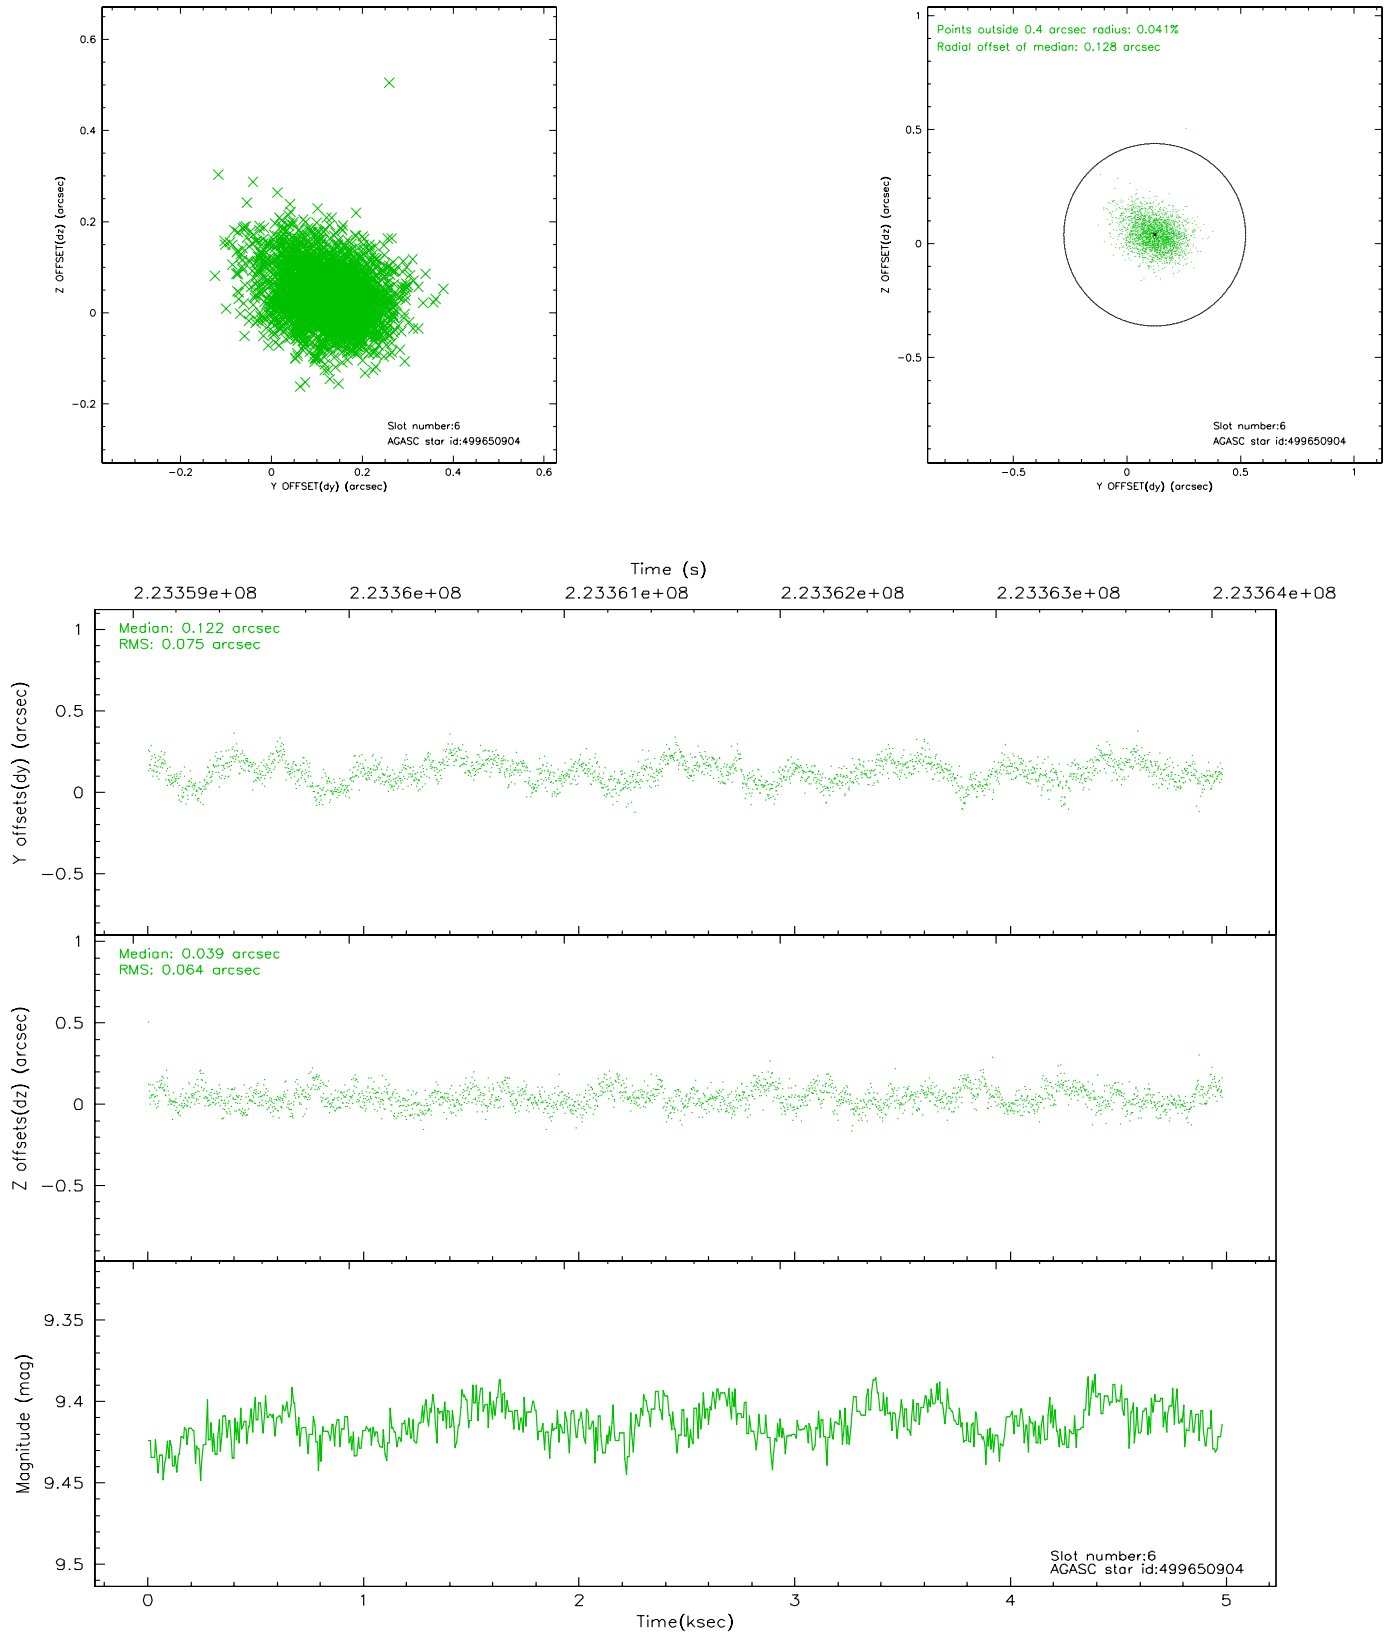 0.6
0.4
0.2
0
−0.2
Z OFFSET(dz) (arcsec)
Slot number:6
AGASC star id:499650904
−0.2 0 0.2 0.4 0.6
Y OFFSET(dy) (arcsec)
Points outside 0.4 arcsec radius: 0.041%
Radial offset of median: 0.128 arcsec
1
0.5
0
−0.5
Z OFFSET(dz) (arcsec)
Slot number:6
AGASC star id:499650904
−0.5 0 0.5 1
Y OFFSET(dy) (arcsec)
Time (s)
2.23359e+08 2.2336e+08 2.23361e+08 2.23362e+08 2.23363e+08 2.23364e+08
Median: 0.122 arcsec
RMS: 0.075 arcsec
1
0.5
0
−0.5
Y offsets(dy) (arcsec)
Median: 0.039 arcsec
RMS: 0.064 arcsec
1
0.5
0
−0.5
Z offsets(dz) (arcsec)
9.35
9.4
9.45
9.5
Magnitude (mag)
Slot number:6
AGASC star id:499650904
0 1 2 3 4 5
Time(ksec)